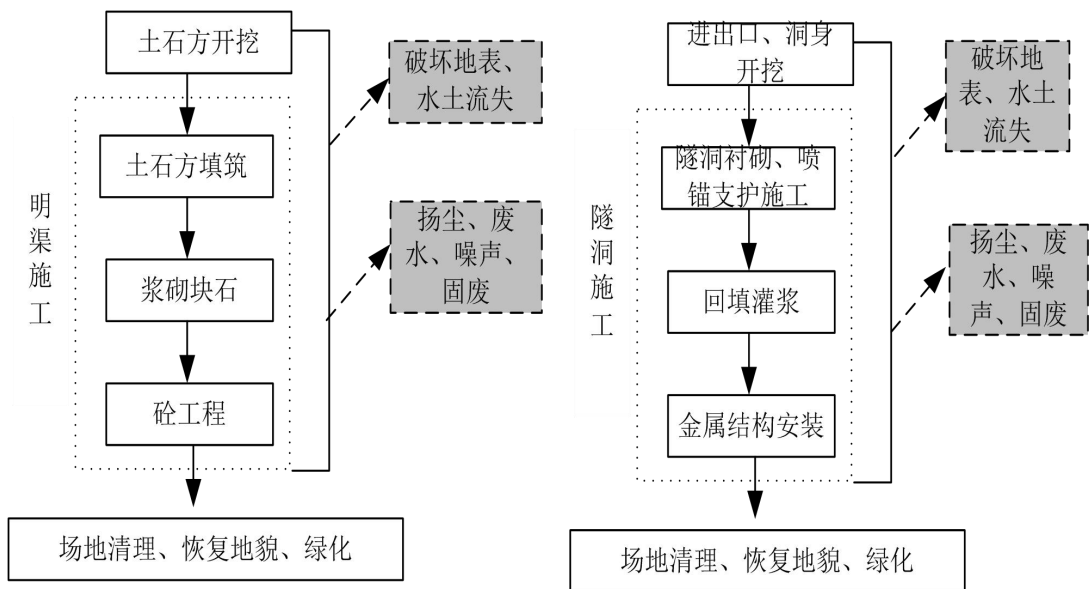 土石方开挖
破坏地表、
水土流失
土石方填筑
明渠施工
扬尘、废
水、噪声、
固废
浆砌块石
砼工程
场地清理、恢复地貌、绿化
进出口、洞身
开挖
破坏地
表、水土
流失
隧洞衬砌、喷
锚支护施工
隧洞施工
扬尘、废
水、噪
声、固废
回填灌浆
金属结构安装
场地清理、恢复地貌、绿化